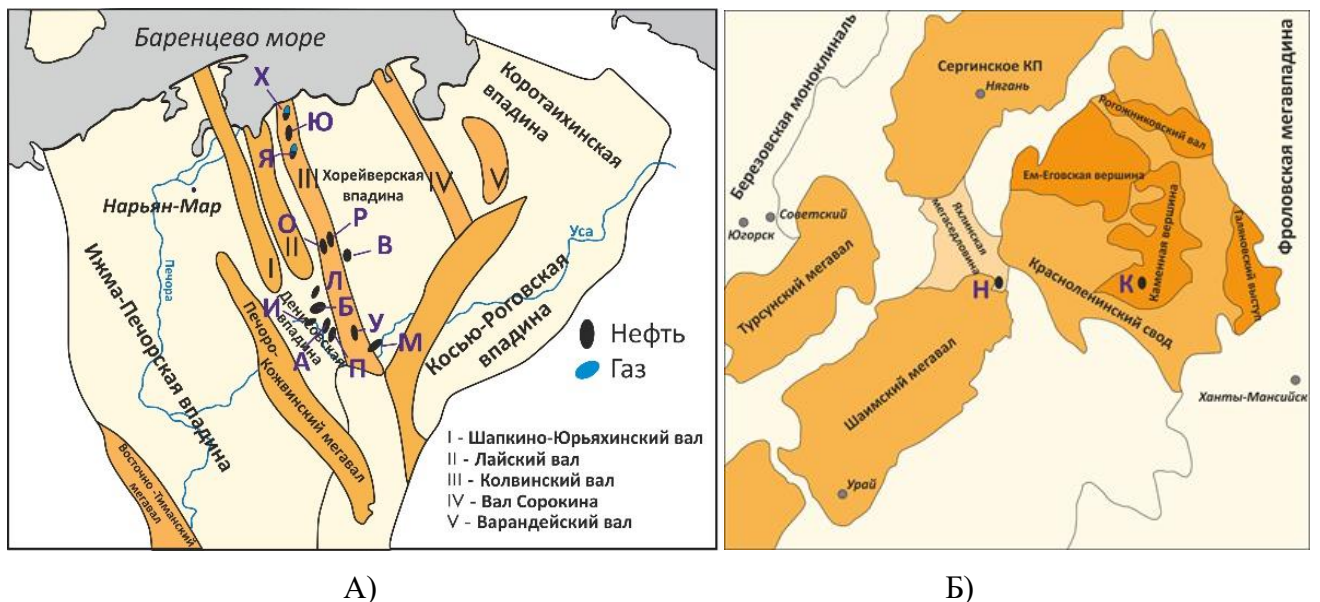 Баренцево море
Х
Ю
Я
III
Хорейверская
впадина
Коротаихинская
впадина
IV
V
Нарьян-Мар
О
Р
В
II
I
Уса
Печора
Ижма-Печорская впадина
Л
И
Б
Денисовская
впадина
У
А
П
М
Печоро-
Кожвинский мегавал
Косью-Роговская
впадина
Нефть
Газ
Восточно-Тиманский
мегавал
I - Шапкино-Юрьяхинский вал
II - Лайский вал
III - Колвинский вал
IV - Вал Сорокина
V - Варандейский вал
А)
Березовская моноклиналь
Сергинское КП
Нягань
Рогожниковский вал
Ем-Еговская вершина
Фроловская мегавпадина
Советский
Югорск
Яхлинская
мегаседловина
Каменная вершина
Галяновский выступ
Турсунский мегавал
Н
К
Красноленинский свод
Шаимский мегавал
Ханты-Мансийск
Урай
Б)